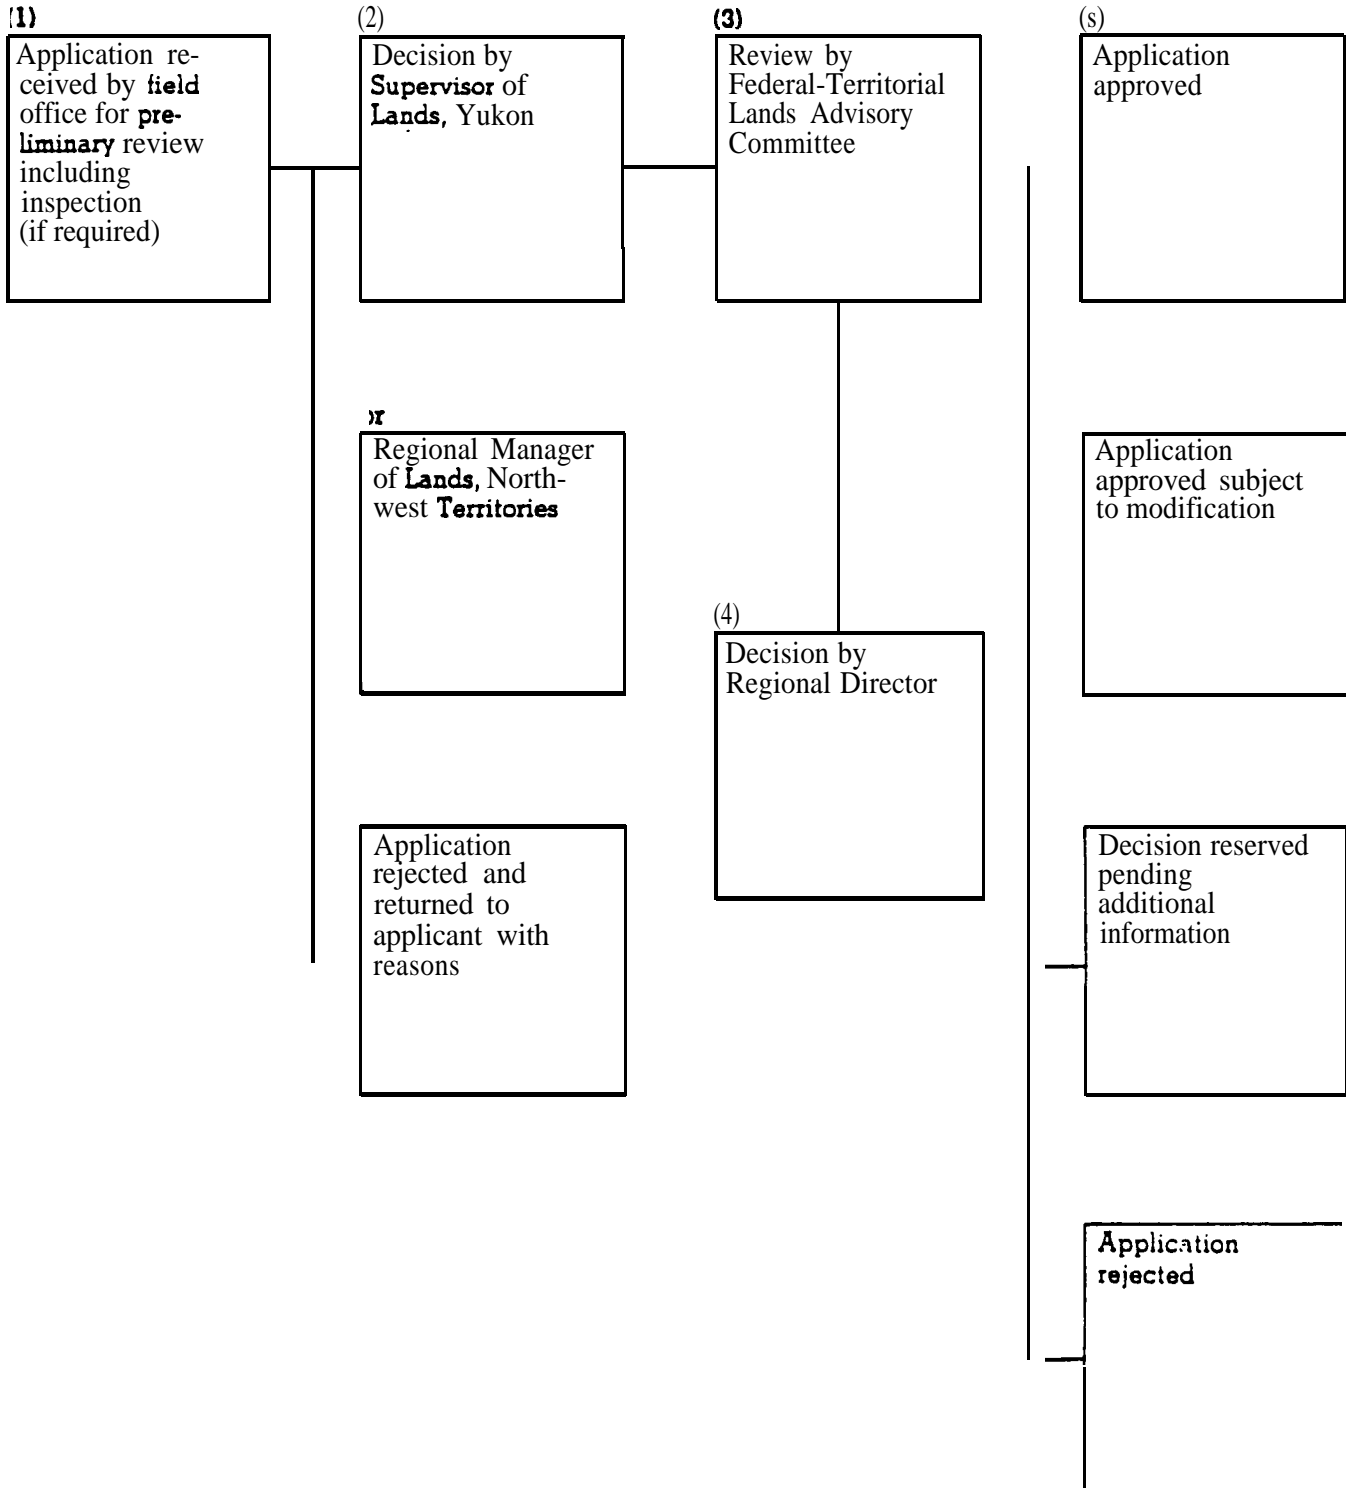 (1)
Application re-
ceived by field
office for pre-
liminary review
including
inspection
(if required)
(2)
Decision by
Supervisor of
Lands, Yukon
or
Regional Manager
of Lands, North-
west Territories
Application
rejected and
returned to
applicant with
reasons
(3)
Review by
Federal-Territorial
Lands Advisory
Committee
(4)
Decision by
Regional Director
(s)
Application
approved
Application
approved subject
to modification
Decision reserved
pending
additional
information
Application
rejected